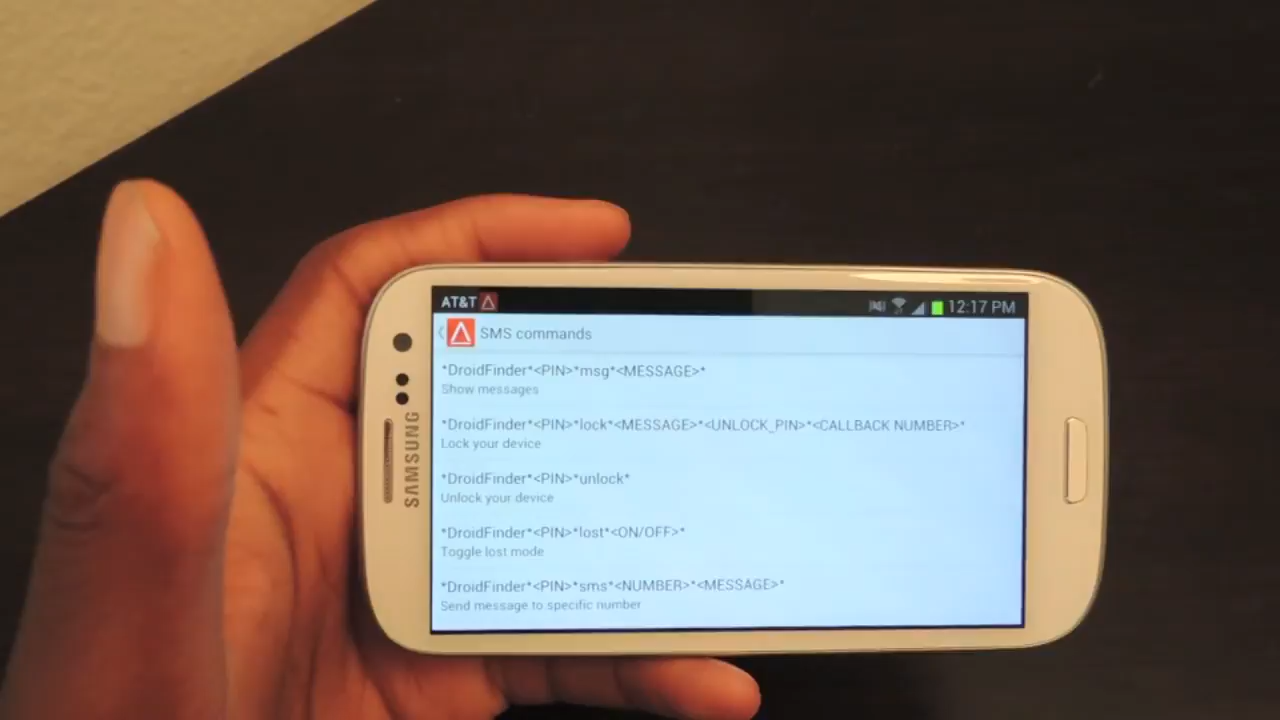 AT&T 12:17 PM
SMS commands
*DroidFinder*<PIN>*msg*<MESSAGE>*
Show messages
*DroidFinder*<PIN>*lock*<MESSAGE>*<UNLOCK_PIN>*<CALLBACK NUMBER>*
Lock your device
*DroidFinder*<PIN>*unlock*
Unlock your device
*DroidFinder*<PIN>*lost*<ON/OFF>*
Toggle lost mode
*DroidFinder*<PIN>*sms*<NUMBER>*<MESSAGE>*
Send message to specific number
SAMSUNG